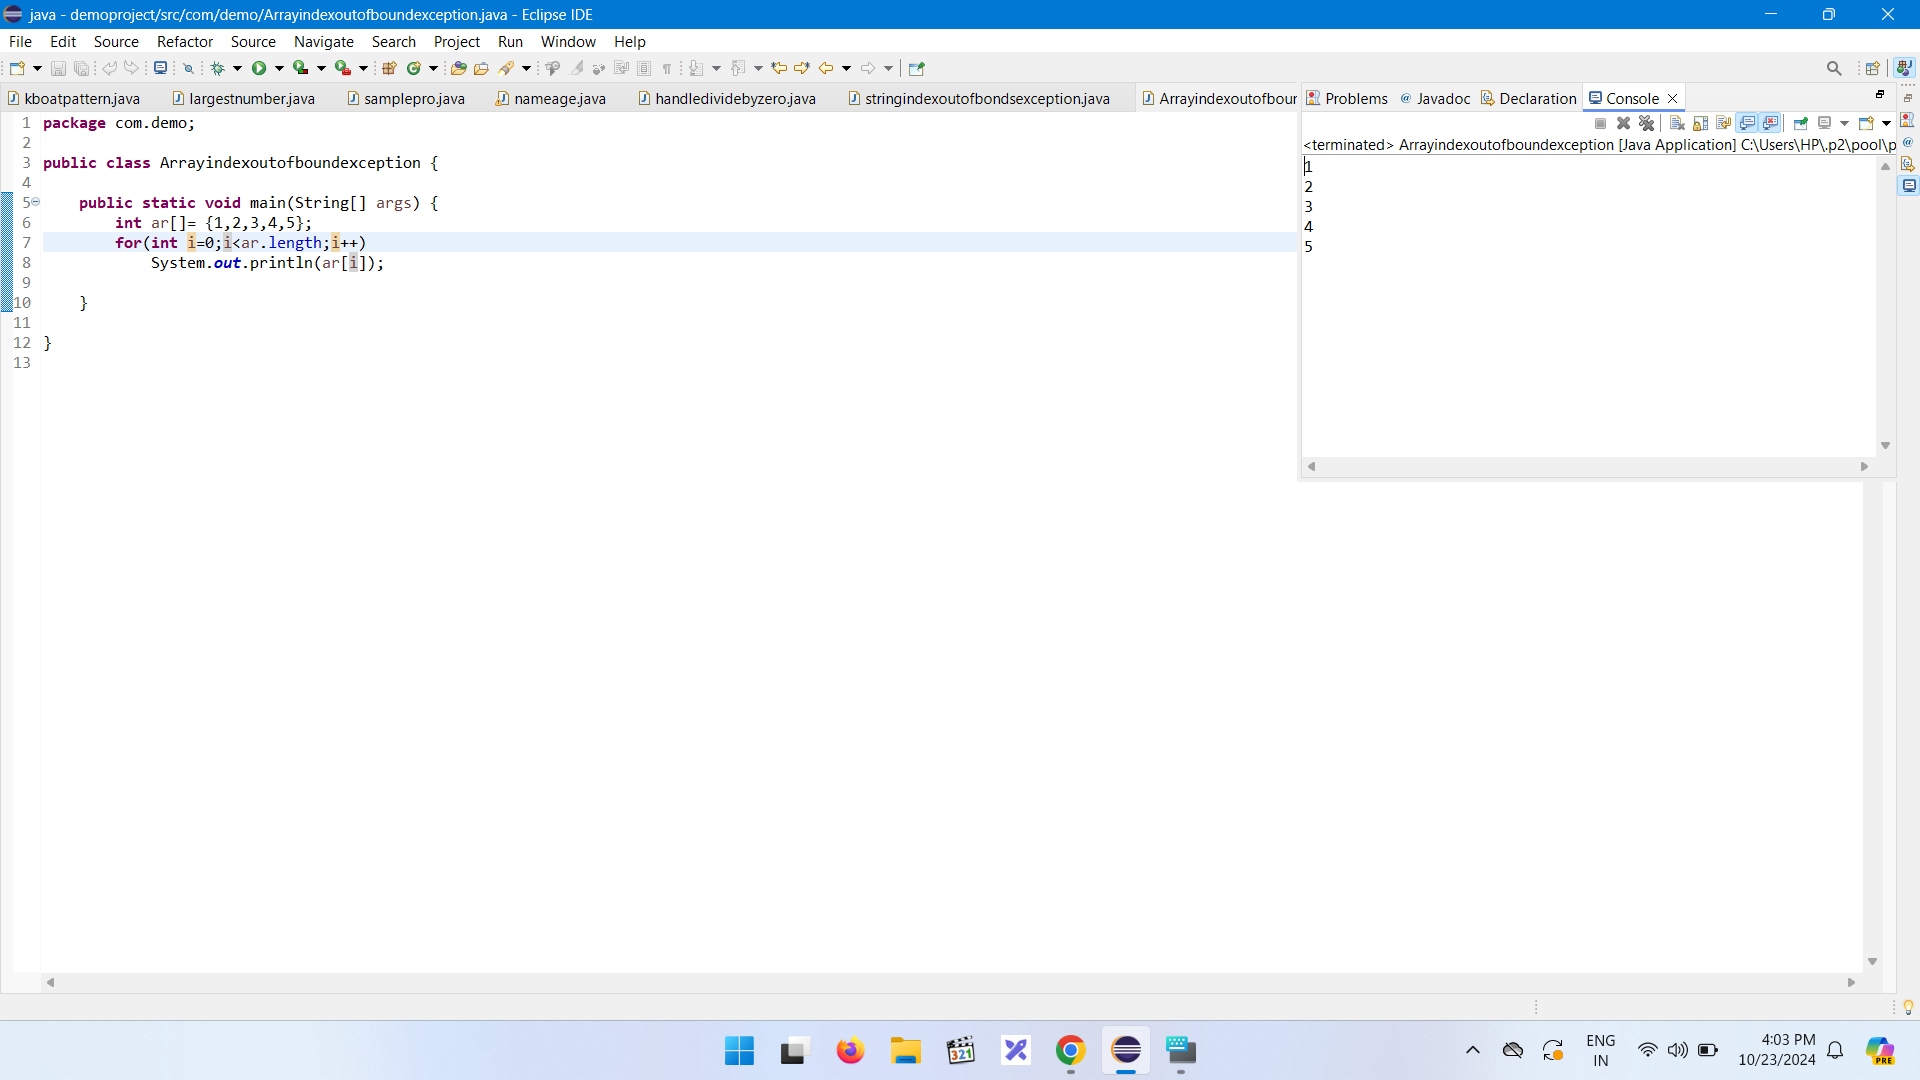 java - demoproject/src/com/demo/Arrayindexoutofboundexception.java - Eclipse IDE
File Edit Source Refactor Source Navigate Search Project Run Window Help
kboatpattern.java largestnumber.java samplepro.java nameage.java handledividebyzero.java stringindexoutofbondsexception.java Arrayindexoutofbour
Problems @ Javadoc Declaration Console
<terminated> Arrayindexoutofboundexception [Java Application] C:\Users\HP\.p2\pool\p
1 package com.demo;
2
3 public class Arrayindexoutofboundexception {
4
5 public static void main(String[] args) {
6 int ar[]= {1,2,3,4,5};
7 for(int i=0;i<ar.length;i++)
8 System.out.println(ar[i]);
9
10 }
11
12 }
13
1
2
3
4
5
321
ENG
IN
4:03 PM
10/23/2024
PRE